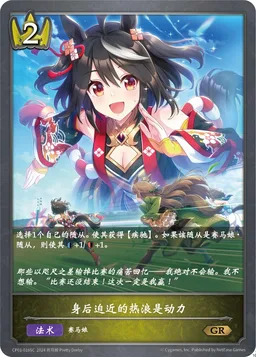 2
选择1个自己的随从。使其获得【疾驰】。如果该随从是赛马娘・
随从,则使其+1/+1。
那些以咫尺之差输掉比赛的痛苦回忆——我绝对不会输。我不
想输。「比赛还没结束!这次一定是我赢!」
身后迫近的热浪是动力
法术
赛马娘
GR